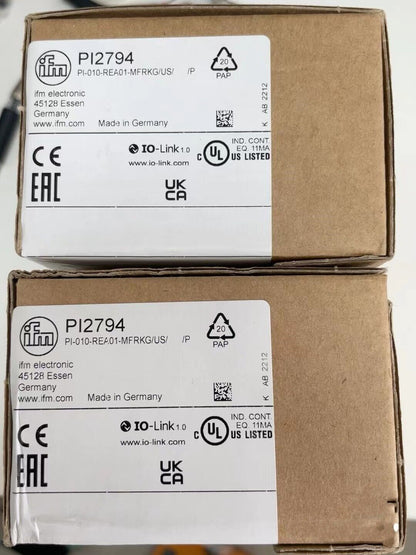 ifm
PI2794
PI-010-REA01-MFRKG/US/ /P
20
PAP
ifm electronic
45128 Essen
Germany
www.ifm.com Made in Germany
K AB 2212
CE
IO-Link 1.0
www.io-link.com
C UL US LISTED
IND. CONT.
EQ. 11MA
EAC
UK
CA
ifm
PI2794
PI-010-REA01-MFRKG/US/ /P
20
PAP
ifm electronic
45128 Essen
Germany
www.ifm.com Made in Germany
K AB 2212
CE
IO-Link 1.0
www.io-link.com
C UL US LISTED
IND. CONT.
EQ. 11MA
EAC
UK
CA